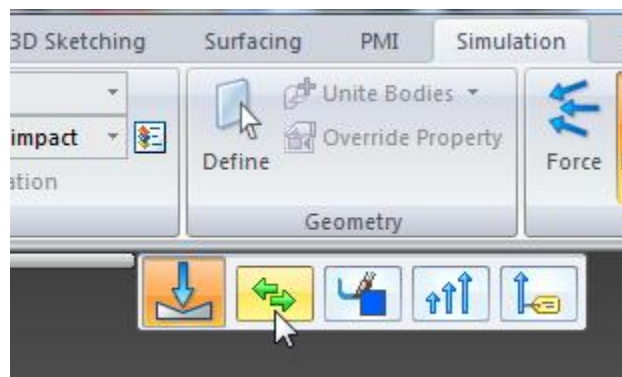 3D Sketching Surfacing PMI Simulation
Unite Bodies
impact
Override Property
Define
Force
Geometry